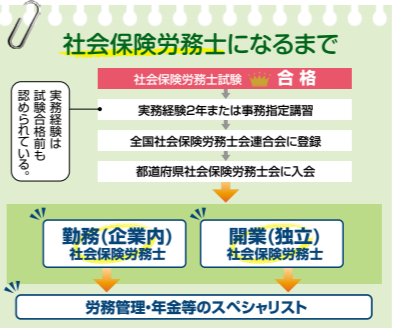 社会保険労務士になるまで
社会保険労務士試験 合格
実務経験は
試験合格前も
認められている。
実務経験2年または事務指定講習
全国社会保険労務士会連合会に登録
都道府県社会保険労務士会に入会
勤務(企業内)
社会保険労務士
開業(独立)
社会保険労務士
労務管理・年金等のスペシャリスト